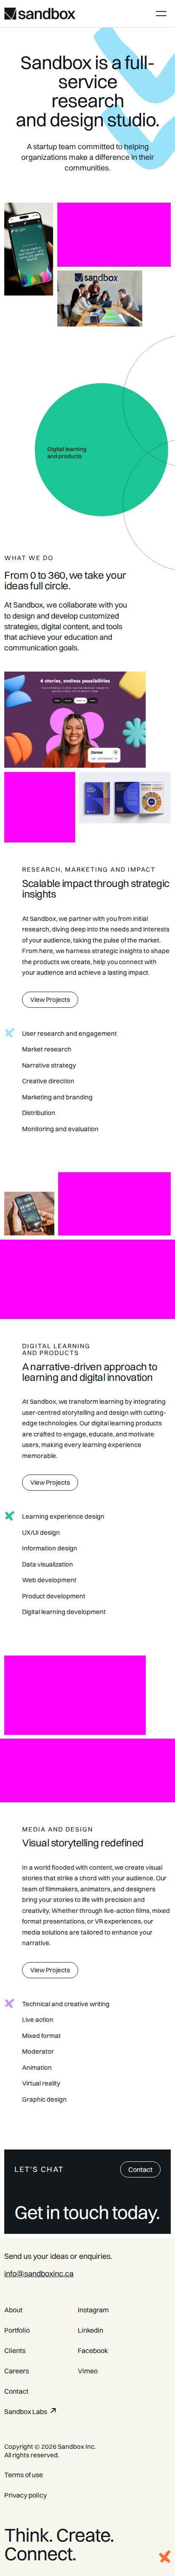 sandbox
Sandbox is a full-
service
research
and design studio.
A startup team committed to helping
organizations make a difference in their
communities.
sandbox
Digital learning
and products
WHAT WE DO
From 0 to 360, we take your
ideas full circle.
At Sandbox, we collaborate with you
to design and develop customized
strategies, digital content, and tools
that achieve your education and
communication goals.
4 stories, endless possibilities
RESEARCH, MARKETING AND IMPACT
Scalable impact through strategic
insights
At Sandbox, we partner with you from initial
research, diving deep into the needs and interests
of your audience, taking the pulse of the market.
From here, we harness strategic insights to shape
the products we create, help you connect with
your audience and achieve a lasting impact.
View Projects
User research and engagement
Market research
Narrative strategy
Creative direction
Marketing and branding
Distribution
Monitoring and evaluation
DIGITAL LEARNING
AND PRODUCTS
A narrative-driven approach to
learning and digital innovation
At Sandbox, we transform learning by integrating
user-centred storytelling and design with cutting-
edge technologies. Our digital learning products
are crafted to engage, educate, and motivate
users, making every learning experience
memorable.
View Projects
Learning experience design
UX/UI design
Information design
Data visualization
Web development
Product development
Digital learning development
MEDIA AND DESIGN
Visual storytelling redefined
In a world flooded with content, we create visual
stories that strike a chord with your audience. Our
team of filmmakers, animators, and designers
bring your stories to life with precision and
creativity. Whether through live-action films, mixed
format presentations, or VR experiences, our
media solutions are tailored to enhance your
narrative.
View Projects
Technical and creative writing
Live action
Mixed format
Moderator
Animation
Virtual reality
Graphic design
LET'S CHAT
Contact
Get in touch today.
Send us your ideas or enquiries.
info@sandboxinc.ca
About
Instagram
Portfolio
Linkedin
Clients
Facebook
Careers
Vimeo
Contact
Sandbox Labs
Copyright © 2026 Sandbox Inc.
All rights reserved.
Terms of use
Privacy policy
Think. Create.
Connect.